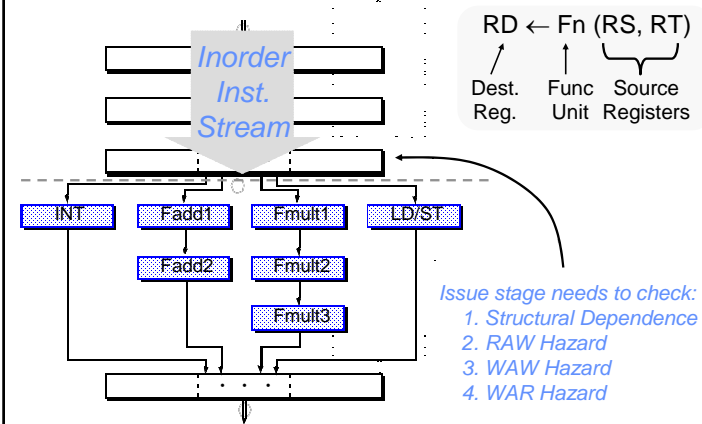 RD ← Fn (RS, RT)
Dest. Reg.
Func Unit
Source Registers
Inorder
Inst.
Stream
INT
Fadd1
Fmult1
LD/ST
Fadd2
Fmult2
Fmult3
Issue stage needs to check:
1. Structural Dependence
2. RAW Hazard
3. WAW Hazard
4. WAR Hazard
• • •